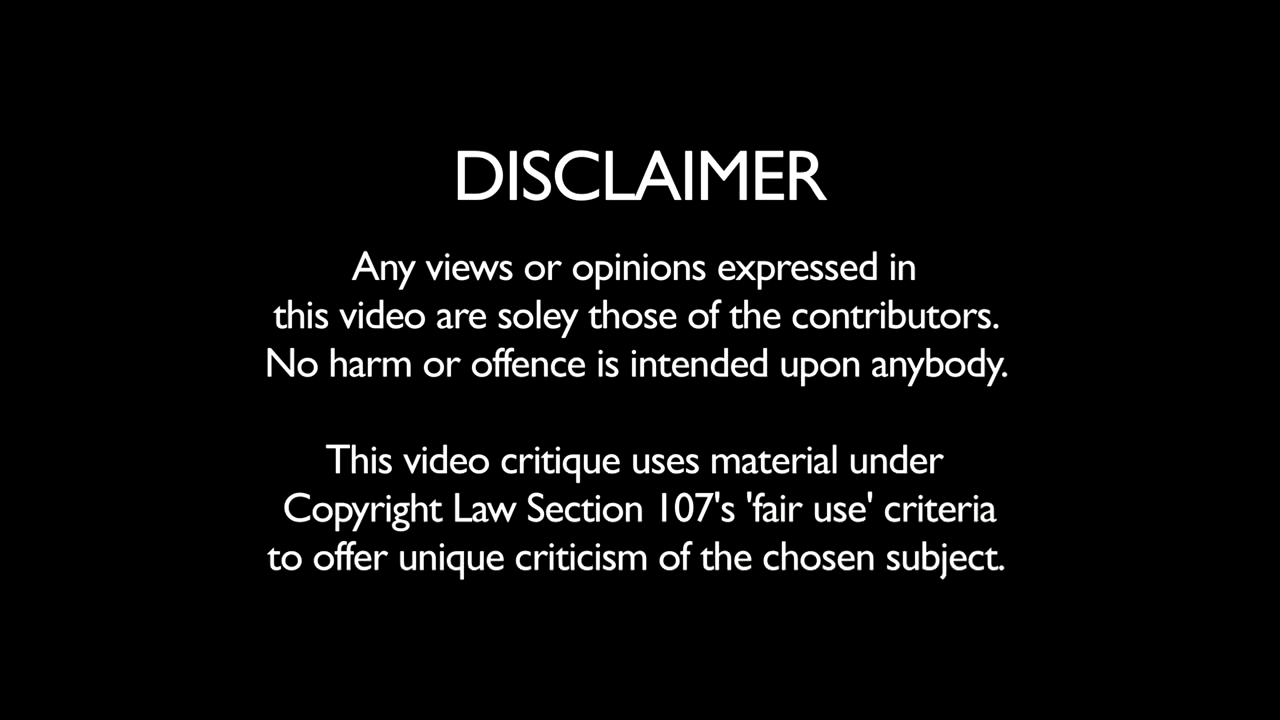 DISCLAIMER
Any views or opinions expressed in
this video are soley those of the contributors.
No harm or offence is intended upon anybody.
This video critique uses material under
Copyright Law Section 107's 'fair use' criteria
to offer unique criticism of the chosen subject.